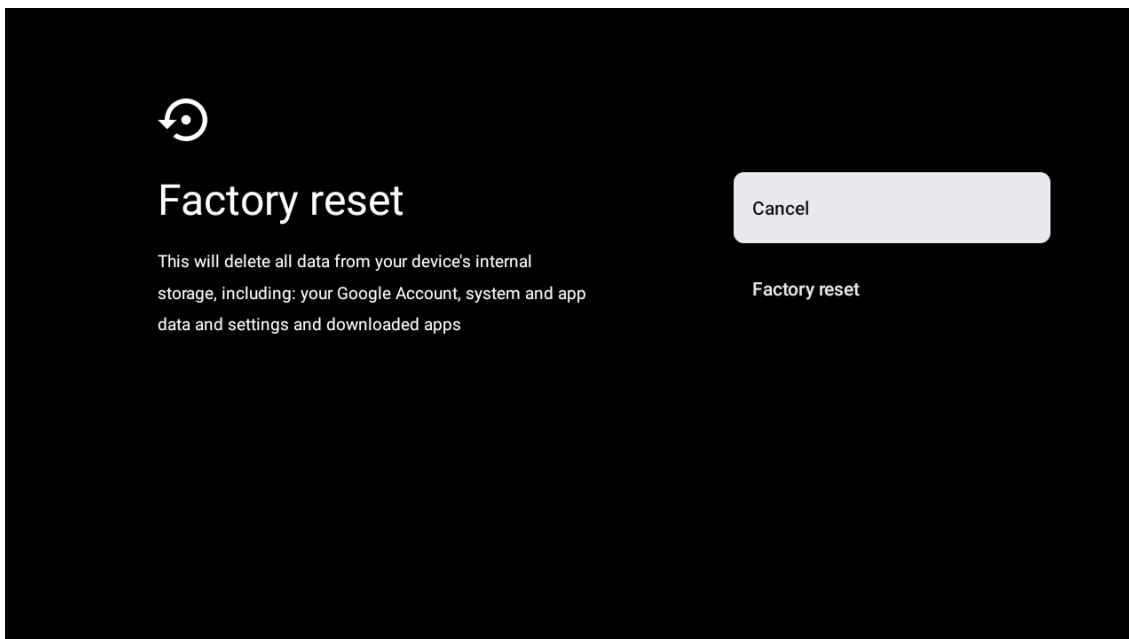 Factory reset
This will delete all data from your device's internal
storage, including: your Google Account, system and app
data and settings and downloaded apps
Cancel
Factory reset